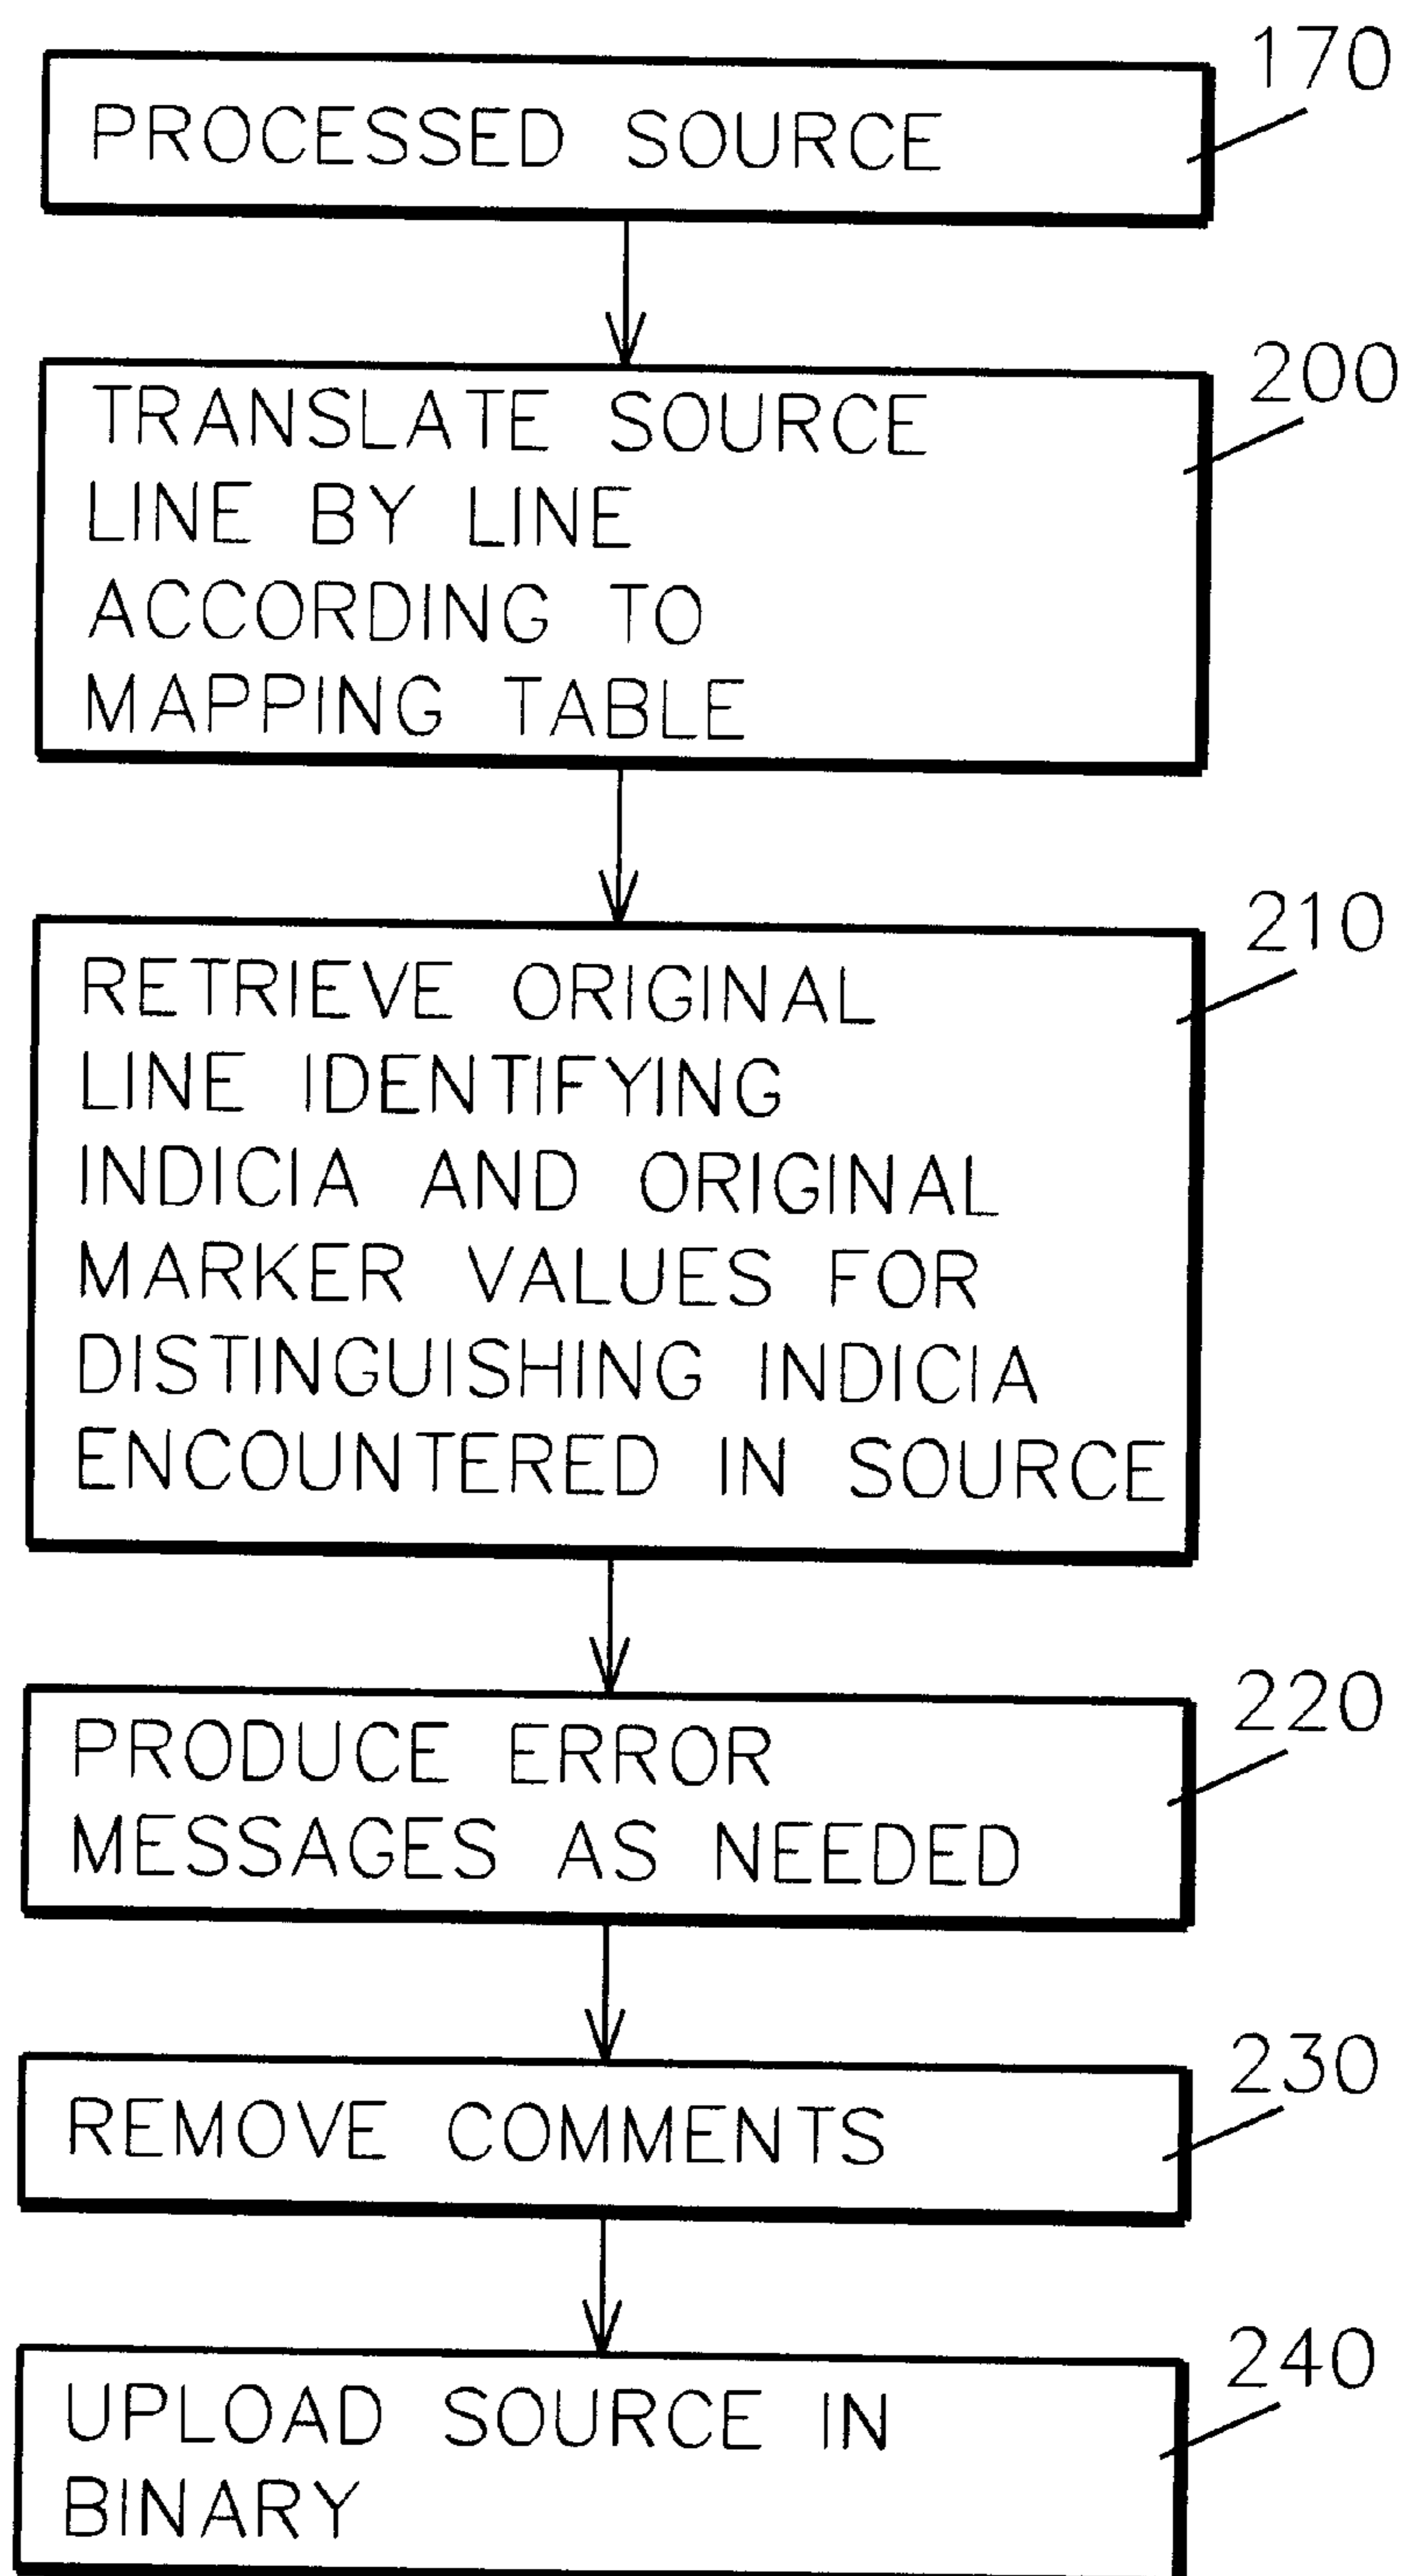 170
PROCESSED SOURCE
200
TRANSLATE SOURCE
LINE BY LINE
ACCORDING TO
MAPPING TABLE
210
RETRIEVE ORIGINAL
LINE IDENTIFYING
INDICIA AND ORIGINAL
MARKER VALUES FOR
DISTINGUISHING INDICIA
ENCOUNTERED IN SOURCE
220
PRODUCE ERROR
MESSAGES AS NEEDED
230
REMOVE COMMENTS
240
UPLOAD SOURCE IN
BINARY